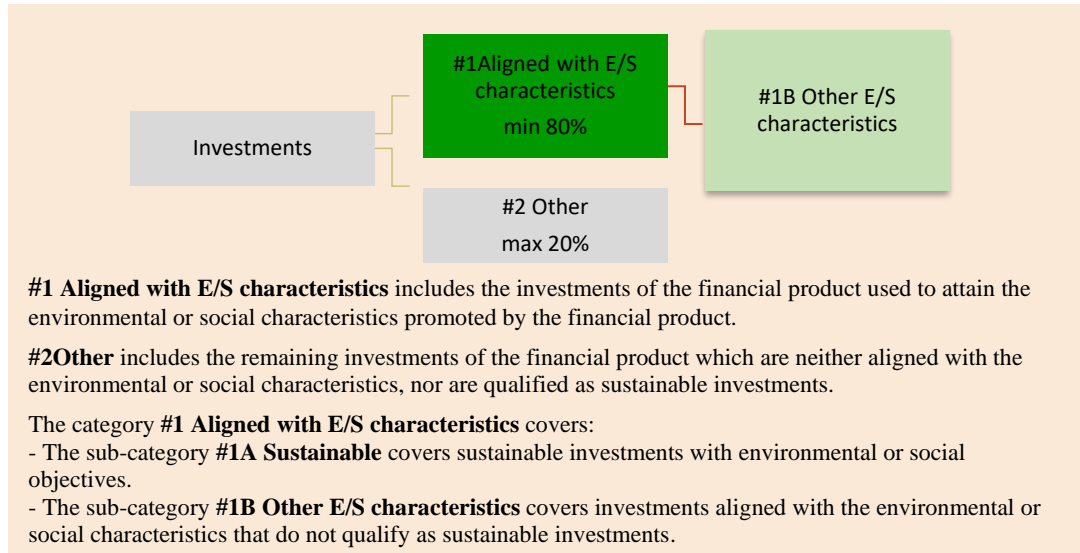 #1Aligned with E/S
characteristics
min 80%
#1B Other E/S
characteristics
Investments
#2 Other
max 20%
#1 Aligned with E/S characteristics includes the investments of the financial product used to attain the
environmental or social characteristics promoted by the financial product.
#2Other includes the remaining investments of the financial product which are neither aligned with the
environmental or social characteristics, nor are qualified as sustainable investments.
The category #1 Aligned with E/S characteristics covers:
- The sub-category #1A Sustainable covers sustainable investments with environmental or social
objectives.
- The sub-category #1B Other E/S characteristics covers investments aligned with the environmental or
social characteristics that do not qualify as sustainable investments.